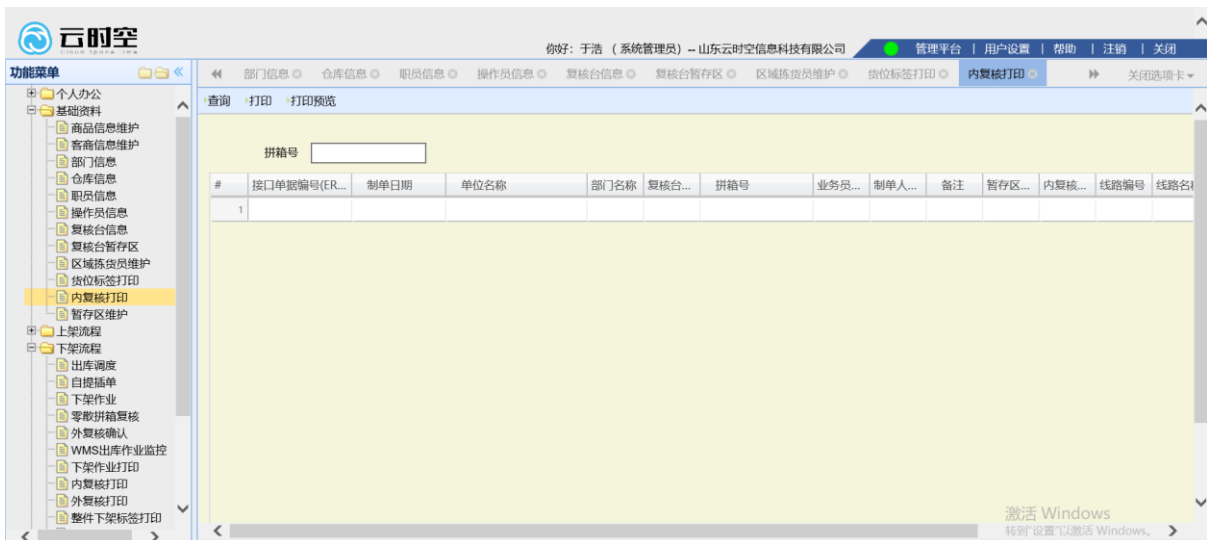 云时空
Cloud Space Time
你好：于浩 （ 系统管理员）-- 山东云时空信息科技有限公司
管理平台 | 用户设置 | 帮助 | 注销 | 关闭
功能菜单
部门信息 仓库信息 职员信息 操作员信息 复核台信息 复核台暂存区 区域拣货员维护 货位标签打印 内复核打印 关闭选项卡
查询 打印 打印预览
拼箱号
# 接口单据编号(ER... 制单日期 单位名称 部门名称 复核台... 拼箱号 业务员... 制单人... 备注 暂存区... 内复核... 线路编号 线路名
1
个人办公
基础资料
商品信息维护
客商信息维护
部门信息
仓库信息
职员信息
操作员信息
复核台信息
复核台暂存区
区域拣货员维护
货位标签打印
内复核打印
暂存区维护
上架流程
下架流程
出库调度
自提插单
下架作业
零散拼箱复核
外复核确认
WMS出库作业监控
下架作业打印
内复核打印
外复核打印
整件下架标签打印
激活 Windows
转到"设置"以激活 Windows。